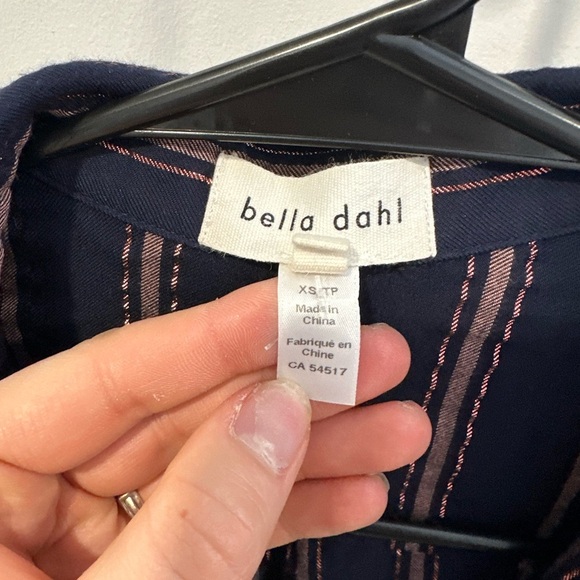 bella dahl
XS/TP
Made in
China
Fabriqué en
Chine
CA 54517